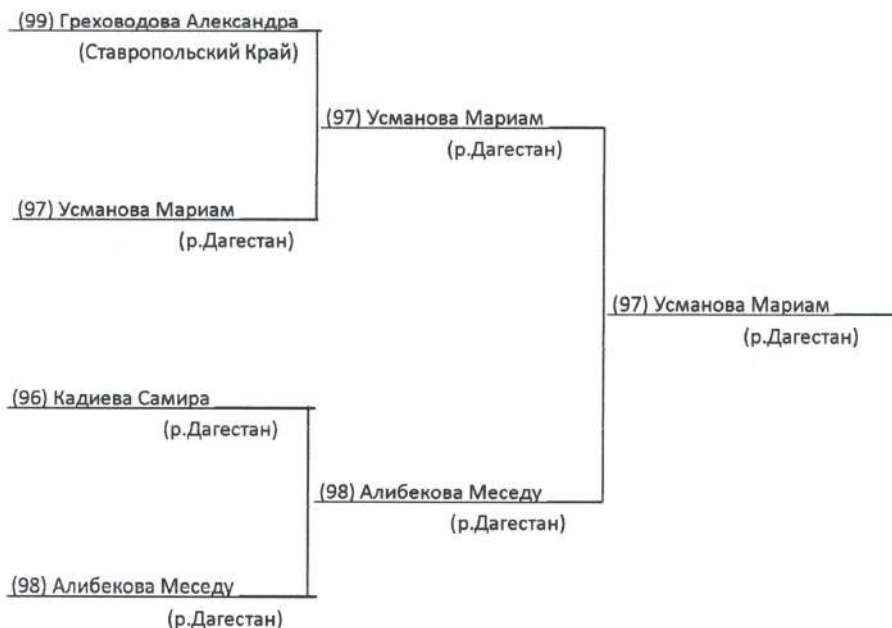 (99) Греховодова Александра
(Ставропольский Край)
(97) Усманова Мариам
(р.Дагестан)
(97) Усманова Мариам
(р.Дагестан)
(97) Усманова Мариам
(р.Дагестан)
(96) Кадиева Самира
(р.Дагестан)
(98) Алибекова Меседу
(р.Дагестан)
(98) Алибекова Меседу
(р.Дагестан)